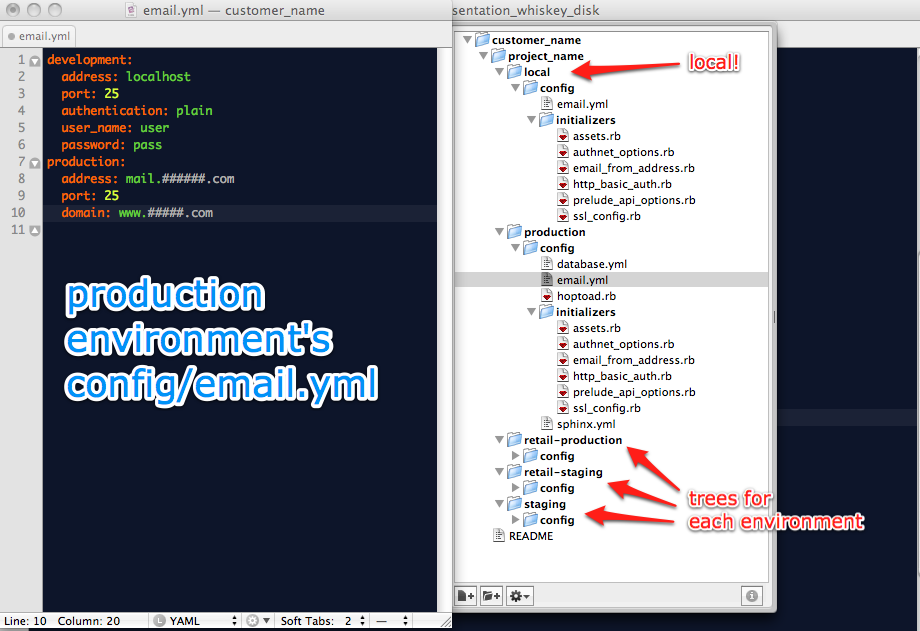 email.yml — customer_name
sentation_whiskey_disk
email.yml
1 development:
2 address: localhost
3 port: 25
4 authentication: plain
5 user_name: user
6 password: pass
7 production:
8 address: mail.######.com
9 port: 25
10 domain: www.#####.com
11
production
environment's
config/email.yml
Line: 10 Column: 20 L YAML Soft Tabs: 2 —
customer_name
project_name
local
local!
config
email.yml
initializers
assets.rb
authnet_options.rb
email_from_address.rb
http_basic_auth.rb
prelude_api_options.rb
ssl_config.rb
production
config
database.yml
email.yml
hoptoad.rb
initializers
assets.rb
authnet_options.rb
email_from_address.rb
http_basic_auth.rb
prelude_api_options.rb
ssl_config.rb
sphinx.yml
retail-production
config
retail-staging
config
staging
config
README
trees for
each environment